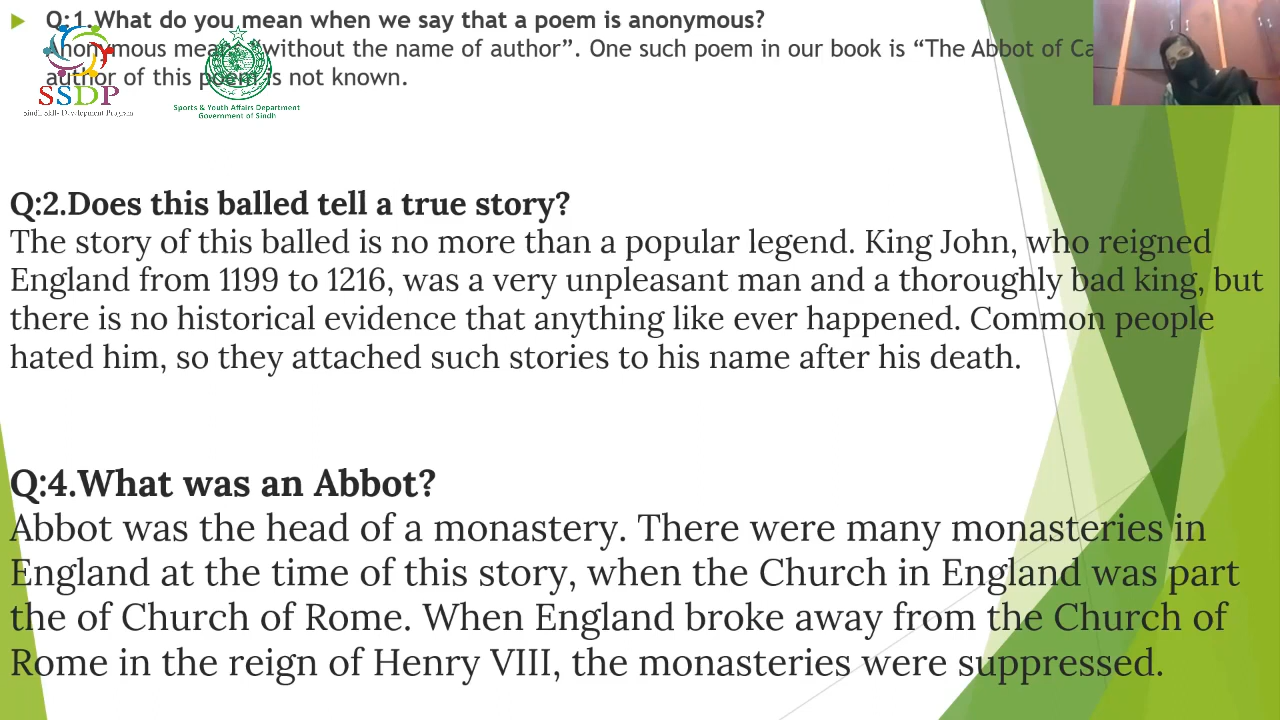 Q:1.What do you mean when we say that a poem is anonymous?
Anonymous means "without the name of author". One such poem in our book is “The Abbot of
author of this poem is not known.
SSDP
Sindh Skills Development Program
Sports & Youth Affairs Department
Government of Sindh
Q:2.Does this balled tell a true story?
The story of this balled is no more than a popular legend. King John, who reigned
England from 1199 to 1216, was a very unpleasant man and a thoroughly bad king, but
there is no historical evidence that anything like ever happened. Common people
hated him, so they attached such stories to his name after his death.
Q:4.What was an Abbot?
Abbot was the head of a monastery. There were many monasteries in
England at the time of this story, when the Church in England was part
the of Church of Rome. When England broke away from the Church of
Rome in the reign of Henry VIII, the monasteries were suppressed.